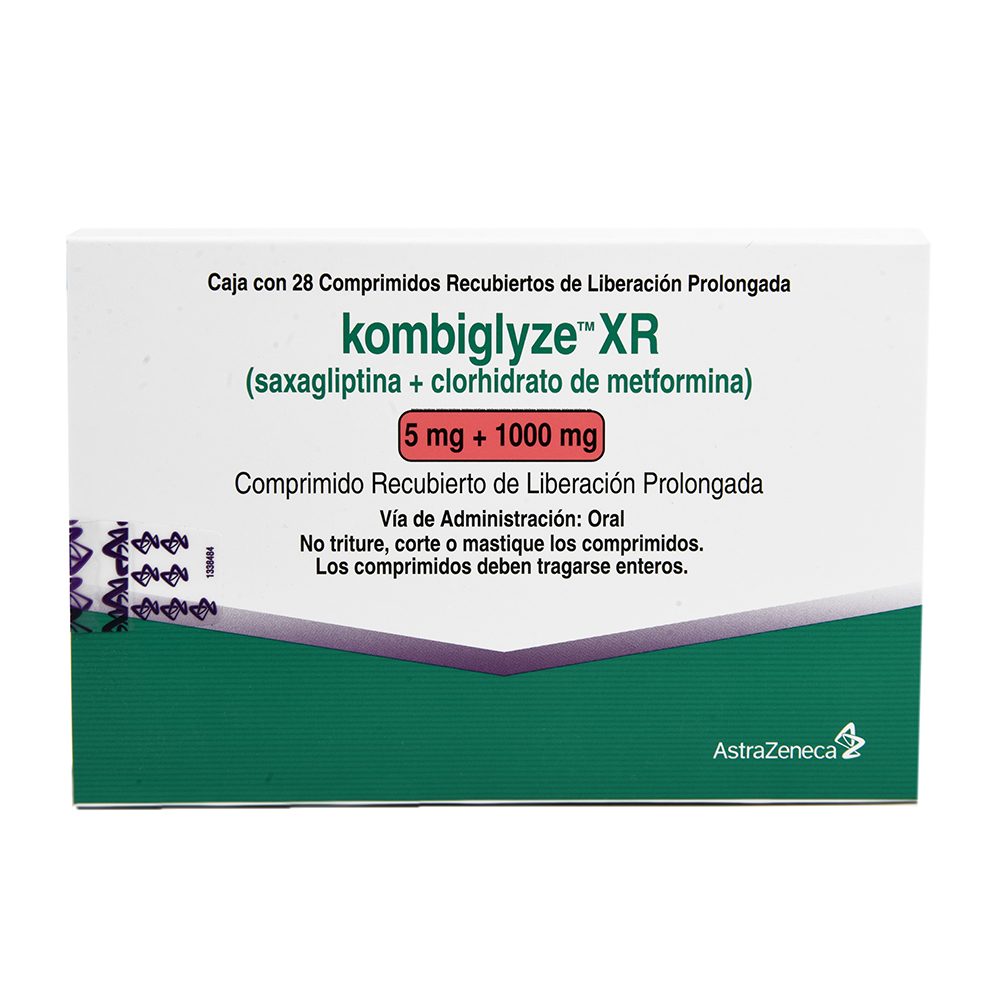 Caja con 28 Comprimidos Recubiertos de Liberación Prolongada
kombiglyze™ XR
(saxagliptina + clorhidrato de metformina)
5 mg + 1000 mg
Comprimido Recubierto de Liberación Prolongada
Vía de Administración: Oral
No triture, corte o mastique los comprimidos.
Los comprimidos deben tragarse enteros.
1338484
AstraZeneca